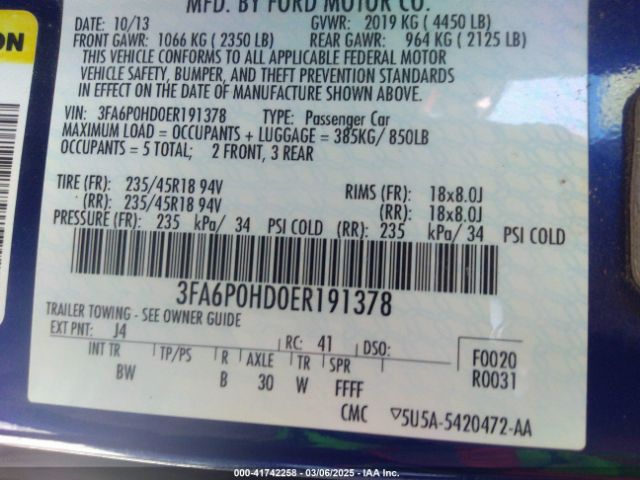 MFD. BY FORD MOTOR CO.
DATE: 10/13 GVWR: 2019 KG ( 4450 LB)
FRONT GAWR: 1066 KG ( 2350 LB) REAR GAWR: 964 KG ( 2125 LB)
THIS VEHICLE CONFORMS TO ALL APPLICABLE FEDERAL MOTOR
VEHICLE SAFETY, BUMPER, AND THEFT PREVENTION STANDARDS
IN EFFECT ON THE DATE OF MANUFACTURE SHOWN ABOVE.
VIN: 3FA6P0HD0ER191378 TYPE: Passenger Car
MAXIMUM LOAD = OCCUPANTS + LUGGAGE = 385KG/ 850LB
OCCUPANTS = 5 TOTAL; 2 FRONT, 3 REAR
TIRE (FR): 235/45R18 94V RIMS (FR): 18x8.0J
(RR): 235/45R18 94V (RR): 18x8.0J
PRESSURE (FR): 235 kPa/ 34 PSI COLD (RR): 235 kPa/ 34 PSI COLD
3FA6P0HD0ER191378
TRAILER TOWING - SEE OWNER GUIDE
EXT PNT: J4 RC: 41 DSO: F0020
INT TR TP/PS R AXLE TR SPR R0031
BW B 30 W FFFF
CMC ▽5U5A-5420472-AA
000-41742258 - 03/06/2025 - IAA Inc.